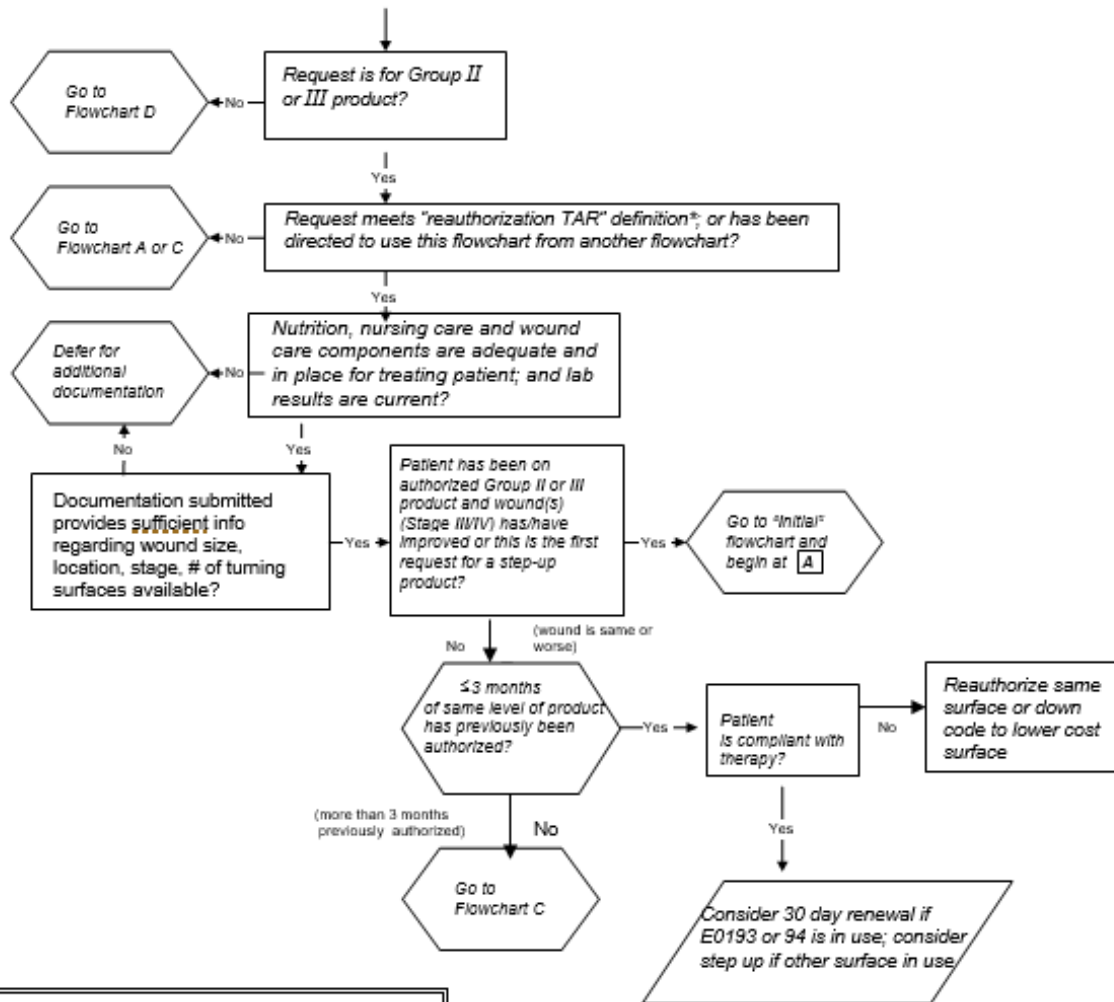 Request is for Group II
or III product?
Go to
Flowchart D
No
Yes
Request meets "reauthorization TAR" definition*; or has been
directed to use this flowchart from another flowchart?
Go to
Flowchart A or C
No
Yes
Nutrition, nursing care and wound
care components are adequate and
in place for treating patient; and lab
results are current?
Defer for
additional
documentation
No
Yes
No
Documentation submitted
provides sufficient info
regarding wound size,
location, stage, # of turning
surfaces available?
Yes
Patient has been on
authorized Group II or III
product and wound(s)
(Stage III/IV) has/have
improved or this is the first
request for a step-up
product?
Yes
Go to "Initial"
flowchart and
begin at A
No
(wound is same or
worse)
≤3 months
of same level of product
has previously been
authorized?
Yes
Patient
is compliant with
therapy?
No
Reauthorize same
surface or down
code to lower cost
surface
(more than 3 months
previously authorized)
No
Yes
Go to
Flowchart C
Consider 30 day renewal if
E0193 or 94 is in use; consider
step up if other surface in use